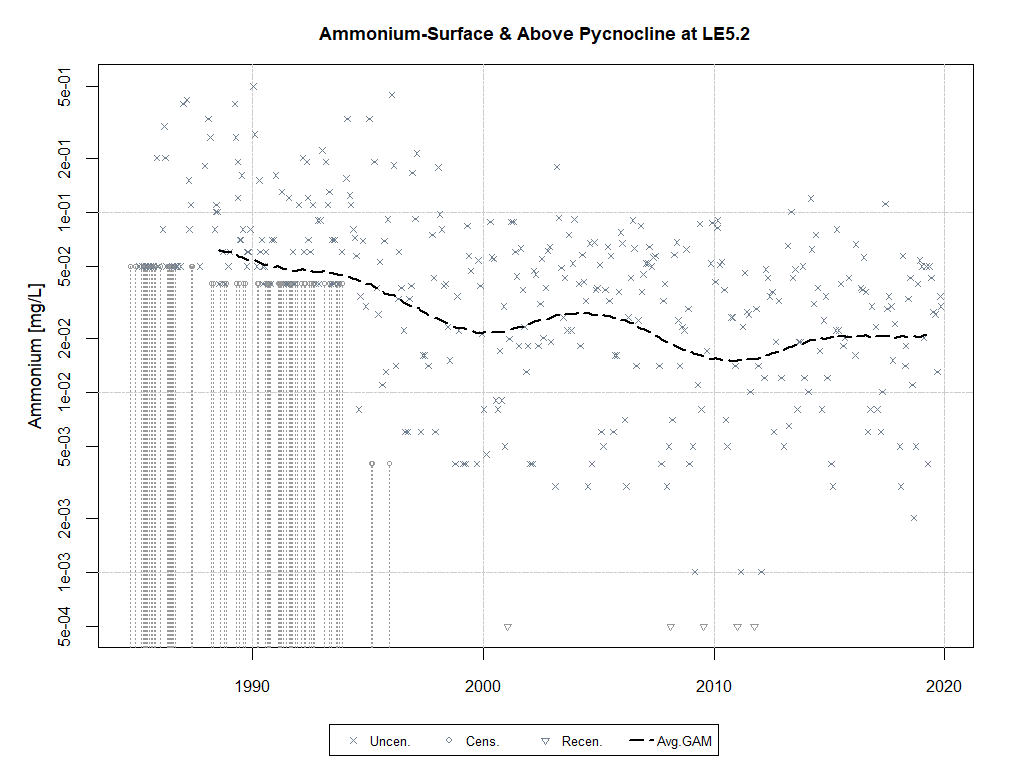 Ammonium-Surface & Above Pycnocline at LE5.2
Ammonium [mg/L]
5e-01
2e-01
1e-01
5e-02
2e-02
1e-02
5e-03
2e-03
1e-03
5e-04
1990 2000 2010 2020
Uncen. Cens. Recen. Avg.GAM